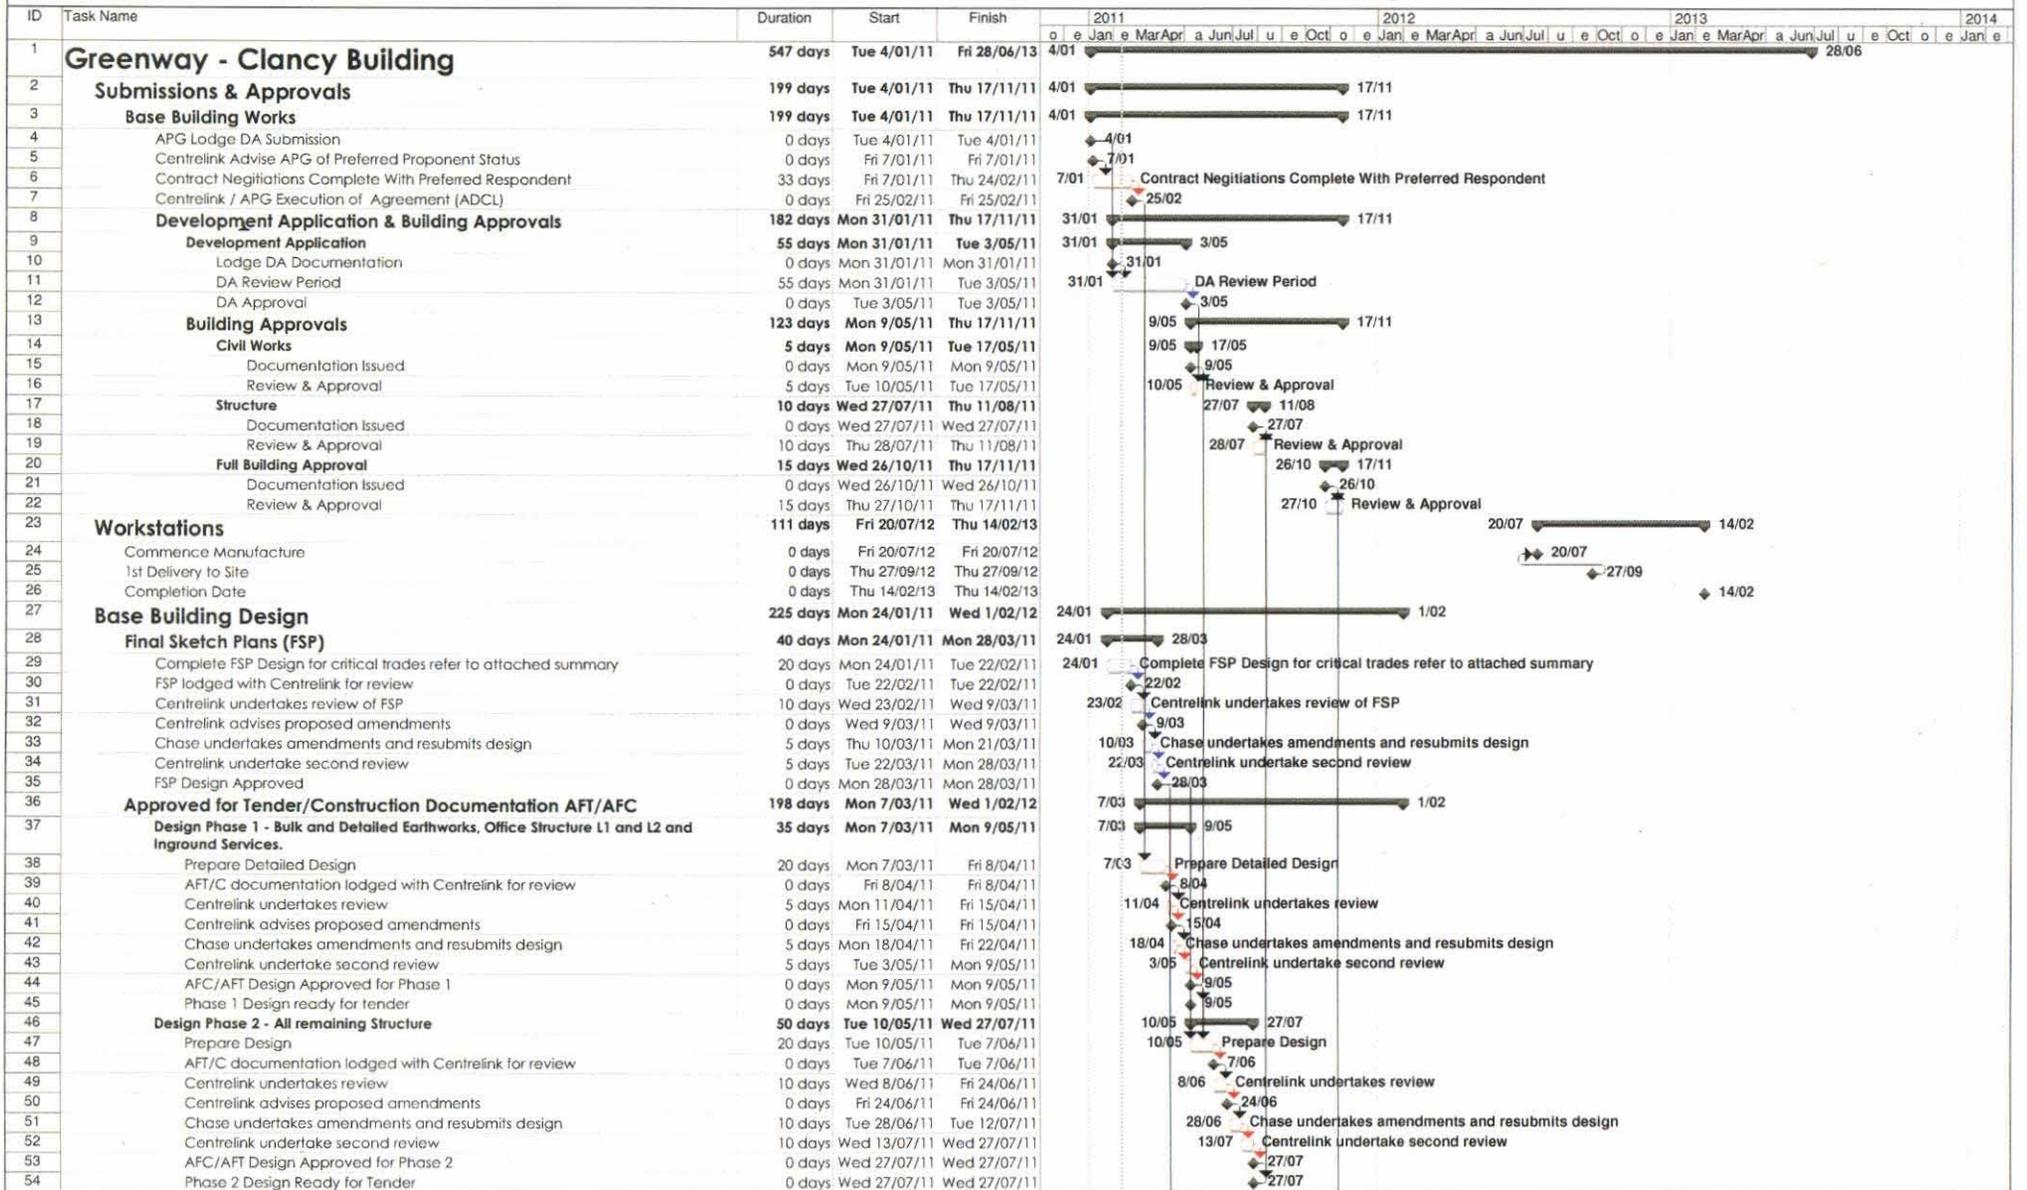 ID Task Name Duration Start Finish 2011 2012 2013 2014
o e Jan e Mar Apr a Jun Jul u e Oct o e Jan e Mar Apr a Jun Jul u e Oct o e Jan e Mar Apr a Jun Jul u e Oct o e Jan e
1 Greenway - Clancy Building 547 days Tue 4/01/11 Fri 28/06/13 4/01 28/06
2 Submissions & Approvals 199 days Tue 4/01/11 Thu 17/11/11 4/01 17/11
3 Base Building Works 199 days Tue 4/01/11 Thu 17/11/11 4/01 17/11
4 APG Lodge DA Submission 0 days Tue 4/01/11 Tue 4/01/11 4/01
5 Centrelink Advise APG of Preferred Proponent Status 0 days Fri 7/01/11 Fri 7/01/11 7/01
6 Contract Negitiations Complete With Preferred Respondent 33 days Fri 7/01/11 Thu 24/02/11 7/01 Contract Negitiations Complete With Preferred Respondent
7 Centrelink / APG Execution of Agreement (ADCL) 0 days Fri 25/02/11 Fri 25/02/11 25/02
8 Development Application & Building Approvals 182 days Mon 31/01/11 Thu 17/11/11 31/01 17/11
9 Development Application 55 days Mon 31/01/11 Tue 3/05/11 31/01 3/05
10 Lodge DA Documentation 0 days Mon 31/01/11 Mon 31/01/11 31/01
11 DA Review Period 55 days Mon 31/01/11 Tue 3/05/11 31/01 DA Review Period
12 DA Approval 0 days Tue 3/05/11 Tue 3/05/11 3/05
13 Building Approvals 123 days Mon 9/05/11 Thu 17/11/11 9/05 17/11
14 Civil Works 5 days Mon 9/05/11 Tue 17/05/11 9/05 17/05
15 Documentation Issued 0 days Mon 9/05/11 Mon 9/05/11 9/05
16 Review & Approval 5 days Tue 10/05/11 Tue 17/05/11 10/05 Review & Approval
17 Structure 10 days Wed 27/07/11 Thu 11/08/11 27/07 11/08
18 Documentation Issued 0 days Wed 27/07/11 Wed 27/07/11 27/07
19 Review & Approval 10 days Thu 28/07/11 Thu 11/08/11 28/07 Review & Approval
20 Full Building Approval 15 days Wed 26/10/11 Thu 17/11/11 26/10 17/11
21 Documentation Issued 0 days Wed 26/10/11 Wed 26/10/11 26/10
22 Review & Approval 15 days Thu 27/10/11 Thu 17/11/11 27/10 Review & Approval
23 Workstations 111 days Fri 20/07/12 Thu 14/02/13 20/07 14/02
24 Commence Manufacture 0 days Fri 20/07/12 Fri 20/07/12 20/07
25 1st Delivery to Site 0 days Thu 27/09/12 Thu 27/09/12 27/09
26 Completion Date 0 days Thu 14/02/13 Thu 14/02/13 14/02
27 Base Building Design 225 days Mon 24/01/11 Wed 1/02/12 24/01 1/02
28 Final Sketch Plans (FSP) 40 days Mon 24/01/11 Mon 28/03/11 24/01 28/03
29 Complete FSP Design for critical trades refer to attached summary 20 days Mon 24/01/11 Tue 22/02/11 24/01 Complete FSP Design for critical trades refer to attached summary
30 FSP lodged with Centrelink for review 0 days Tue 22/02/11 Tue 22/02/11 22/02
31 Centrelink undertakes review of FSP 10 days Wed 23/02/11 Wed 9/03/11 23/02 Centrelink undertakes review of FSP
32 Centrelink advises proposed amendments 0 days Wed 9/03/11 Wed 9/03/11 9/03
33 Chase undertakes amendments and resubmits design 5 days Thu 10/03/11 Mon 21/03/11 10/03 Chase undertakes amendments and resubmits design
34 Centrelink undertake second review 5 days Tue 22/03/11 Mon 28/03/11 22/03 Centrelink undertake second review
35 FSP Design Approved 0 days Mon 28/03/11 Mon 28/03/11 28/03
36 Approved for Tender/Construction Documentation AFT/AFC 198 days Mon 7/03/11 Wed 1/02/12 7/03 1/02
37 Design Phase 1 - Bulk and Detailed Earthworks, Office Structure L1 and L2 and 35 days Mon 7/03/11 Mon 9/05/11 7/03 9/05
Inground Services.
38 Prepare Detailed Design 20 days Mon 7/03/11 Fri 8/04/11 7/03 Prepare Detailed Design
39 AFT/C documentation lodged with Centrelink for review 0 days Fri 8/04/11 Fri 8/04/11 8/04
40 Centrelink undertakes review 5 days Mon 11/04/11 Fri 15/04/11 11/04 Centrelink undertakes review
41 Centrelink advises proposed amendments 0 days Fri 15/04/11 Fri 15/04/11 15/04
42 Chase undertakes amendments and resubmits design 5 days Mon 18/04/11 Fri 22/04/11 18/04 Chase undertakes amendments and resubmits design
43 Centrelink undertake second review 5 days Tue 3/05/11 Mon 9/05/11 3/05 Centrelink undertake second review
44 AFC/AFT Design Approved for Phase 1 0 days Mon 9/05/11 Mon 9/05/11 9/05
45 Phase 1 Design ready for tender 0 days Mon 9/05/11 Mon 9/05/11 9/05
46 Design Phase 2 - All remaining Structure 50 days Tue 10/05/11 Wed 27/07/11 10/05 27/07
47 Prepare Design 20 days Tue 10/05/11 Tue 7/06/11 10/05 Prepare Design
48 AFT/C documentation lodged with Centrelink for review 0 days Tue 7/06/11 Tue 7/06/11 7/06
49 Centrelink undertakes review 10 days Wed 8/06/11 Fri 24/06/11 8/06 Centrelink undertakes review
50 Centrelink advises proposed amendments 0 days Fri 24/06/11 Fri 24/06/11 24/06
51 Chase undertakes amendments and resubmits design 10 days Tue 28/06/11 Tue 12/07/11 28/06 Chase undertakes amendments and resubmits design
52 Centrelink undertake second review 10 days Wed 13/07/11 Wed 27/07/11 13/07 Centrelink undertake second review
53 AFC/AFT Design Approved for Phase 2 0 days Wed 27/07/11 Wed 27/07/11 27/07
54 Phase 2 Design Ready for Tender 0 days Wed 27/07/11 Wed 27/07/11 27/07